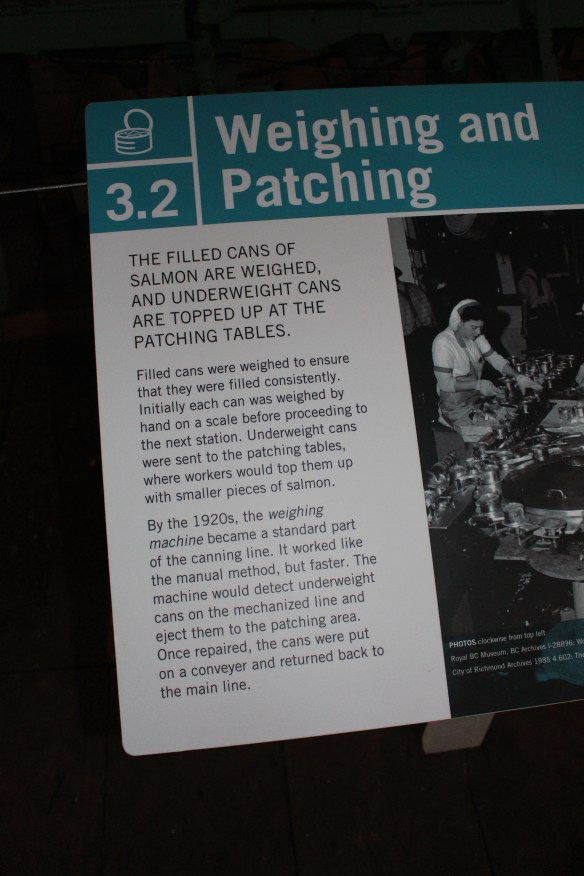 3.2
Weighing and
Patching
THE FILLED CANS OF
SALMON ARE WEIGHED,
AND UNDERWEIGHT CANS
ARE TOPPED UP AT THE
PATCHING TABLES.
Filled cans were weighed to ensure
that they were filled consistently.
Initially each can was weighed by
hand on a scale before proceeding to
the next station. Underweight cans
were sent to the patching tables,
where workers would top them up
with smaller pieces of salmon.
By the 1920s, the weighing
machine became a standard part
of the canning line. It worked like
the manual method, but faster. The
machine would detect underweight
cans on the mechanized line and
eject them to the patching area.
Once repaired, the cans were put
on a conveyer and returned back to
the main line.
PHOTOS clockwise from top left
Royal BC Museum, BC Archives I-28896-
City of Richmond Archives 1985 4 602- The